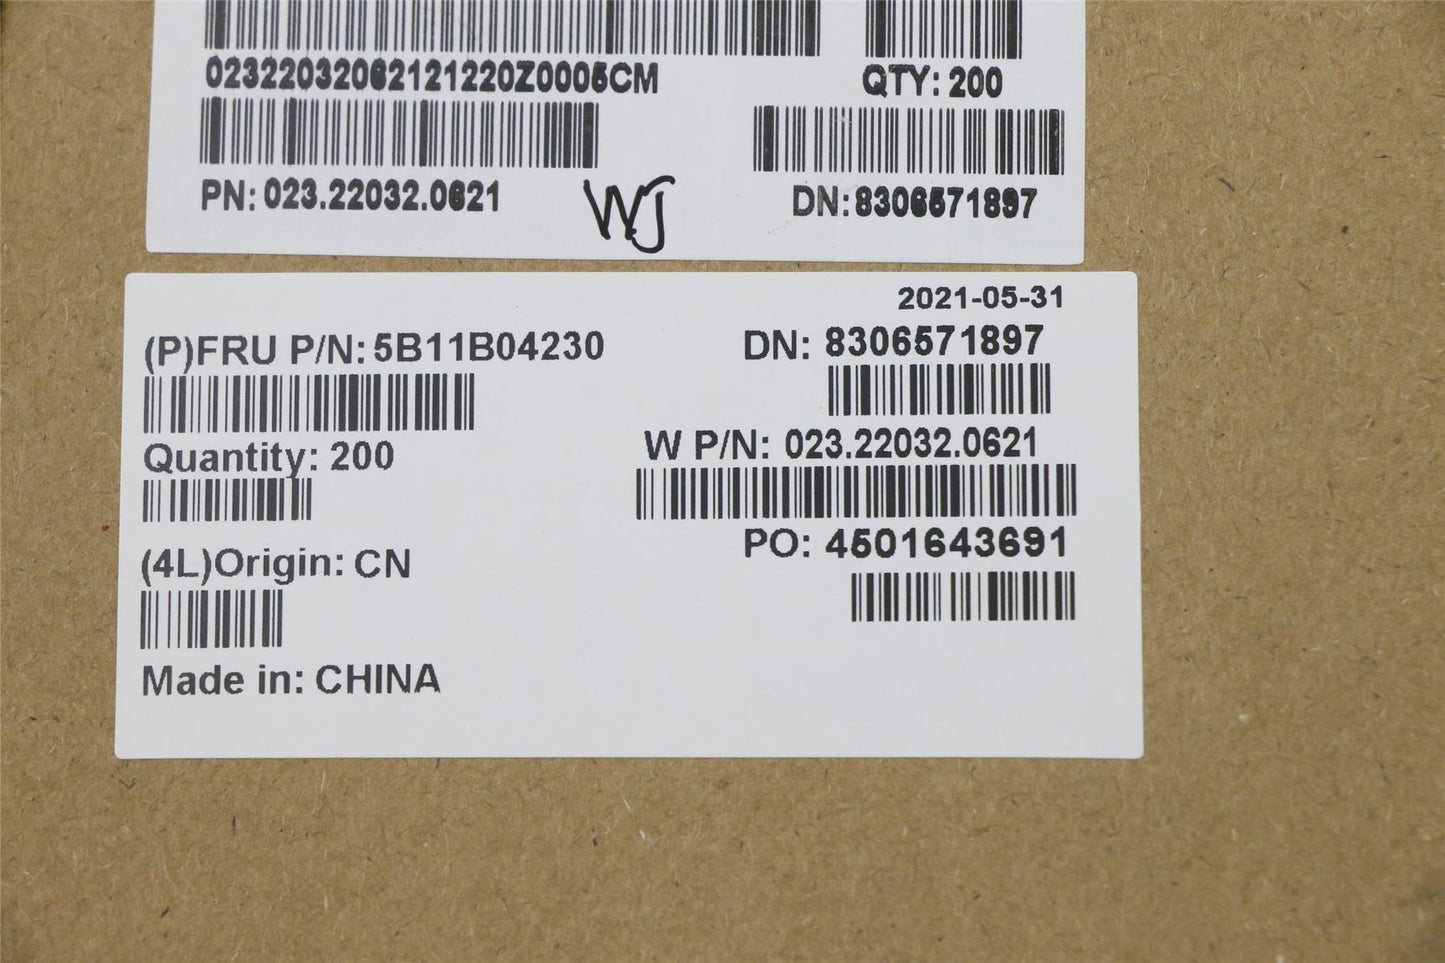 02322032062121220Z0005CM
QTY: 200
PN: 023.22032.0621
WJ
DN:8306571897
2021-05-31
(P)FRU P/N: 5B11B04230
DN: 8306571897
Quantity: 200
W P/N: 023.22032.0621
PO: 4501643691
(4L)Origin: CN
Made in: CHINA